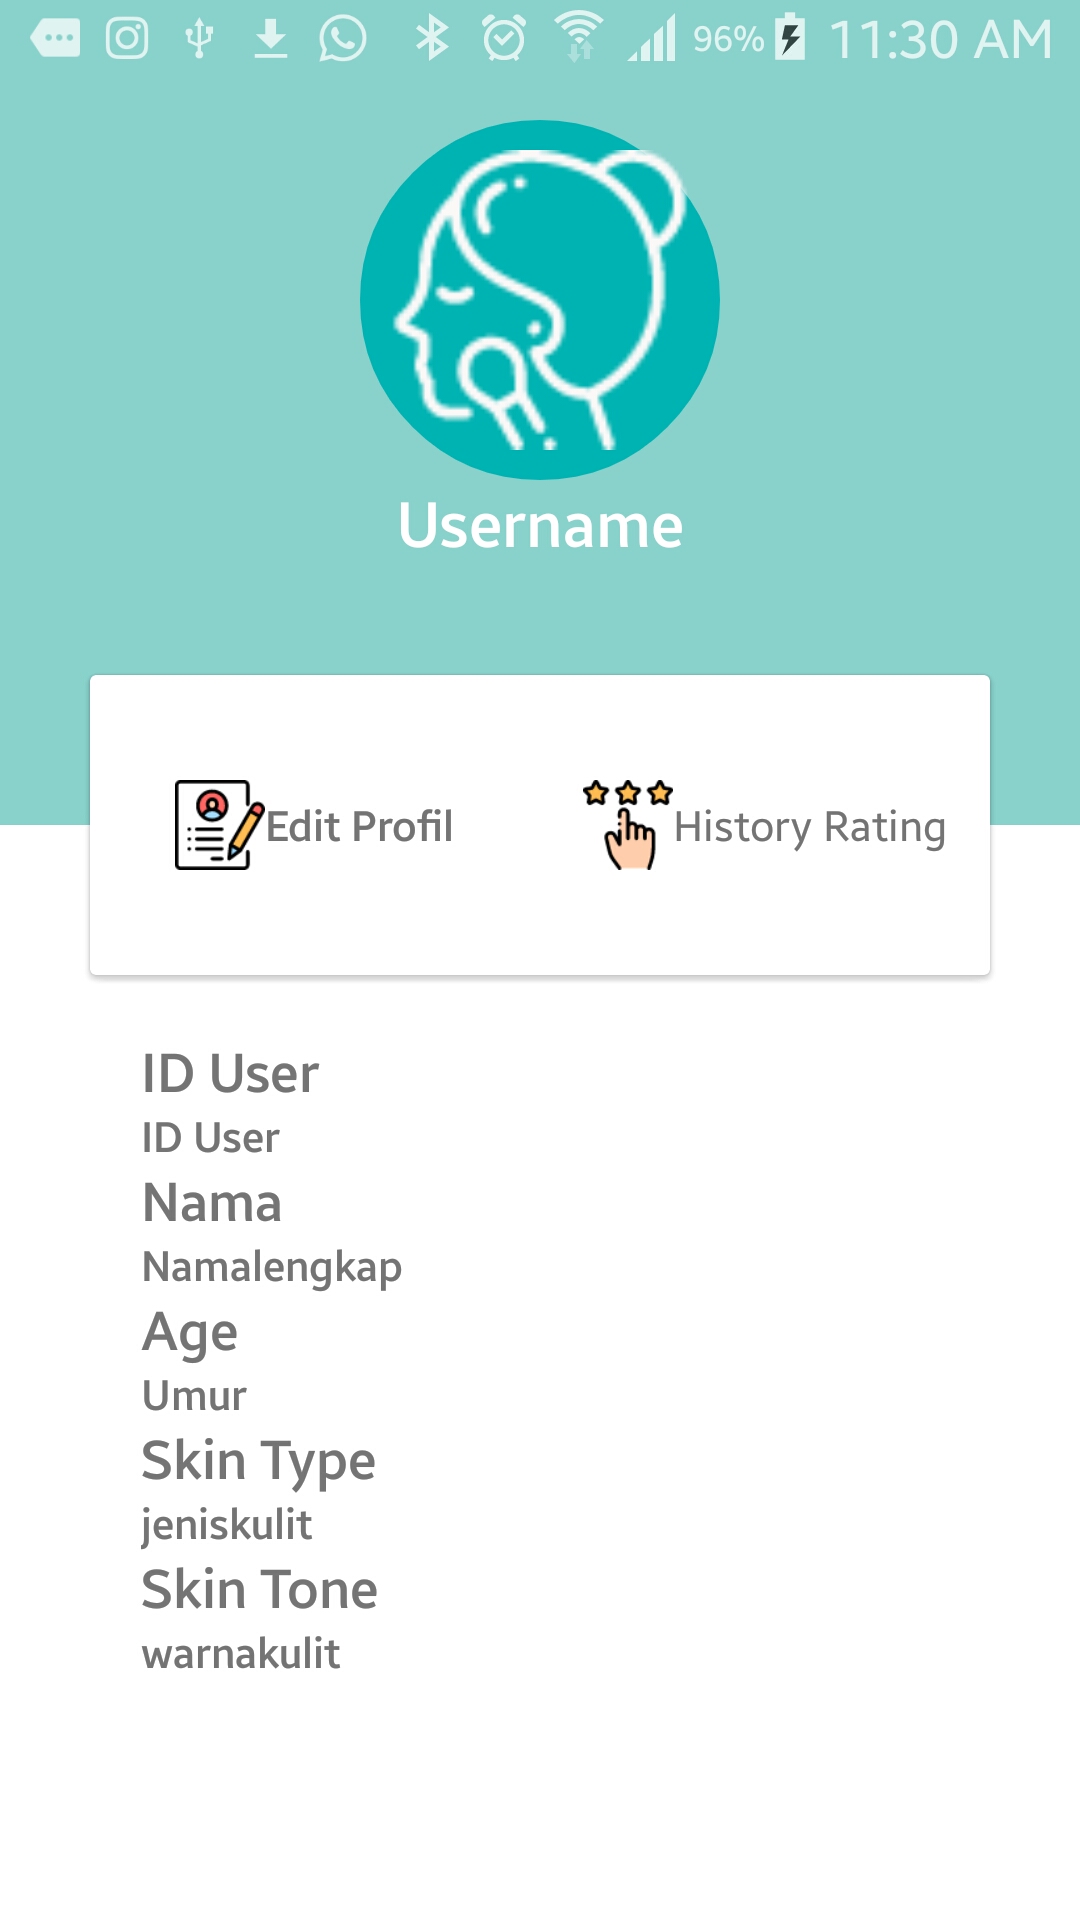 96% 11:30 AM
Username
Edit Profil History Rating
ID User
ID User
Nama
Namalengkap
Age
Umur
Skin Type
jeniskulit
Skin Tone
warnakulit